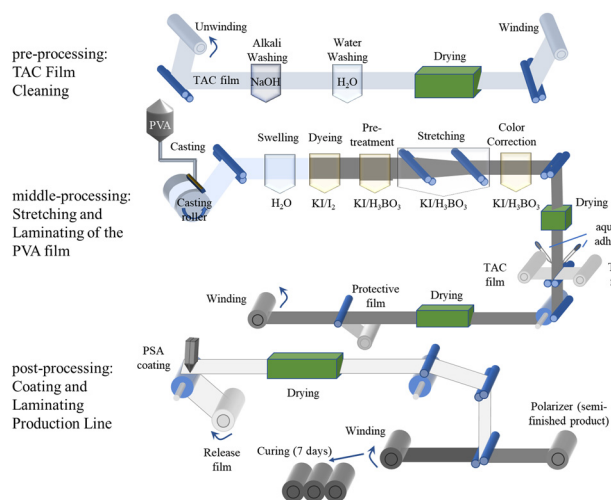 Unwinding
Winding
pre-processing:
TAC Film
Cleaning
Alkali
Washing
Water
Washing
Drying
TAC film
NaOH
H₂O
PVA
Casting
Swelling
Dyeing
Pre-
treatment
Stretching
Color
Correction
Casting
roller
H₂O
KI/I₂
KI/H₃BO₃
KI/H₃BO₃
KI/H₃BO₃
middle-processing:
Stretching and
Laminating of the
PVA film
Drying
aqu
adh
TAC
film
T
Winding
Protective
film
Drying
post-processing:
Coating and
Laminating
Production Line
PSA
coating
Drying
Release
film
Polarizer (semi-
finished product)
Winding
Curing (7 days)